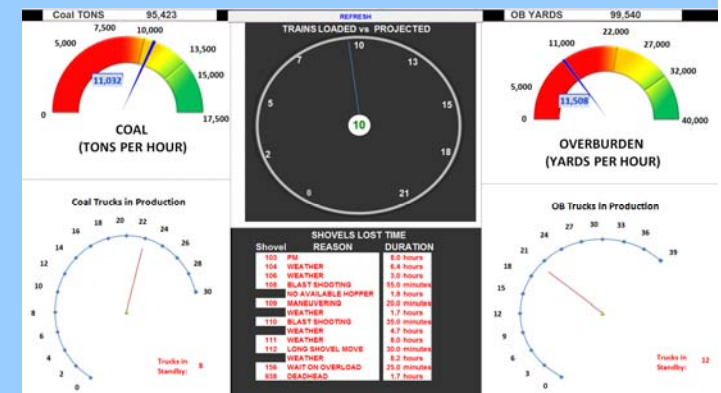 Coal TONS 95,423
0
5,000
7,500
10,000
13,500
15,000
17,500
11,032
COAL
(TONS PER HOUR)
Coal Trucks in Production
0
2
4
6
8
10
12
14
16
18
20
22
24
26
28
30
Trucks in
Standby: 8
REFRESH
TRAINS LOADED vs PROJECTED
0
2
5
7
10
13
15
18
21
10
SHOVELS LOST TIME
Shovel REASON DURATION
103 PM 8.0 hours
104 WEATHER 6.4 hours
106 WEATHER 3.0 hours
108 BLAST SHOOTING 55.0 minutes
NO AVAILABLE HOPPER 1.8 hours
109 MANEUVERING 20.0 minutes
WEATHER 1.7 hours
110 BLAST SHOOTING 35.0 minutes
WEATHER 4.7 hours
111 WEATHER 8.0 hours
112 LONG SHOVEL MOVE 30.0 minutes
WEATHER 8.2 hours
156 WAIT ON OVERLOAD 25.0 minutes
DEADHEAD 1.7 hours
OB YARDS 99,540
0
5,000
11,000
22,000
27,000
32,000
40,000
11,508
OVERBURDEN
(YARDS PER HOUR)
OB Trucks in Production
0
3
6
9
12
15
18
21
24
27
30
33
36
39
Trucks in
Standby: 12